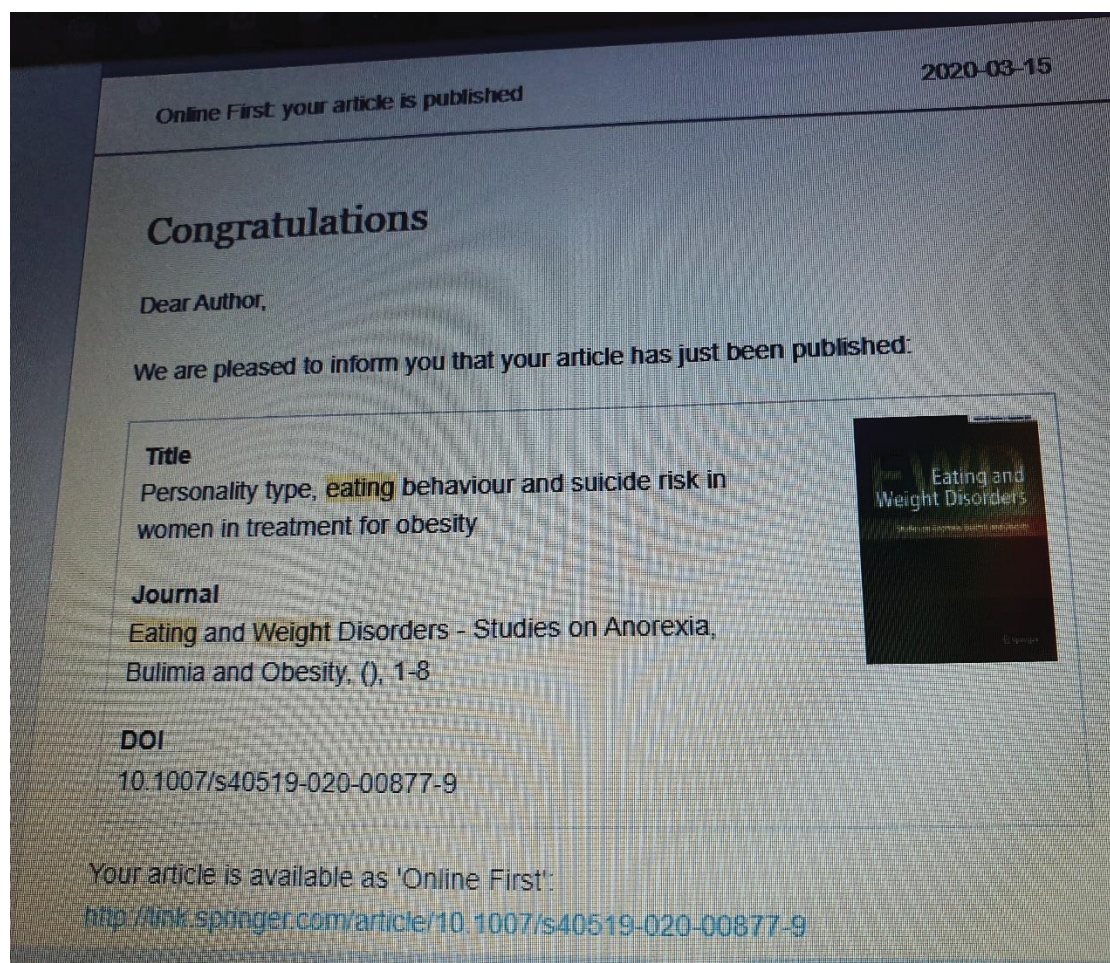 Online First: your article is published
2020-03-15
Congratulations
Dear Author,
We are pleased to inform you that your article has just been published:
Title
Personality type, eating behaviour and suicide risk in
women in treatment for obesity
Eating and
Weight Disorders
Journal
Eating and Weight Disorders - Studies on Anorexia,
Bulimia and Obesity, (), 1-8
DOI
10.1007/s40519-020-00877-9
Your article is available as 'Online First':
http://link.springer.com/article/10.1007/s40519-020-00877-9